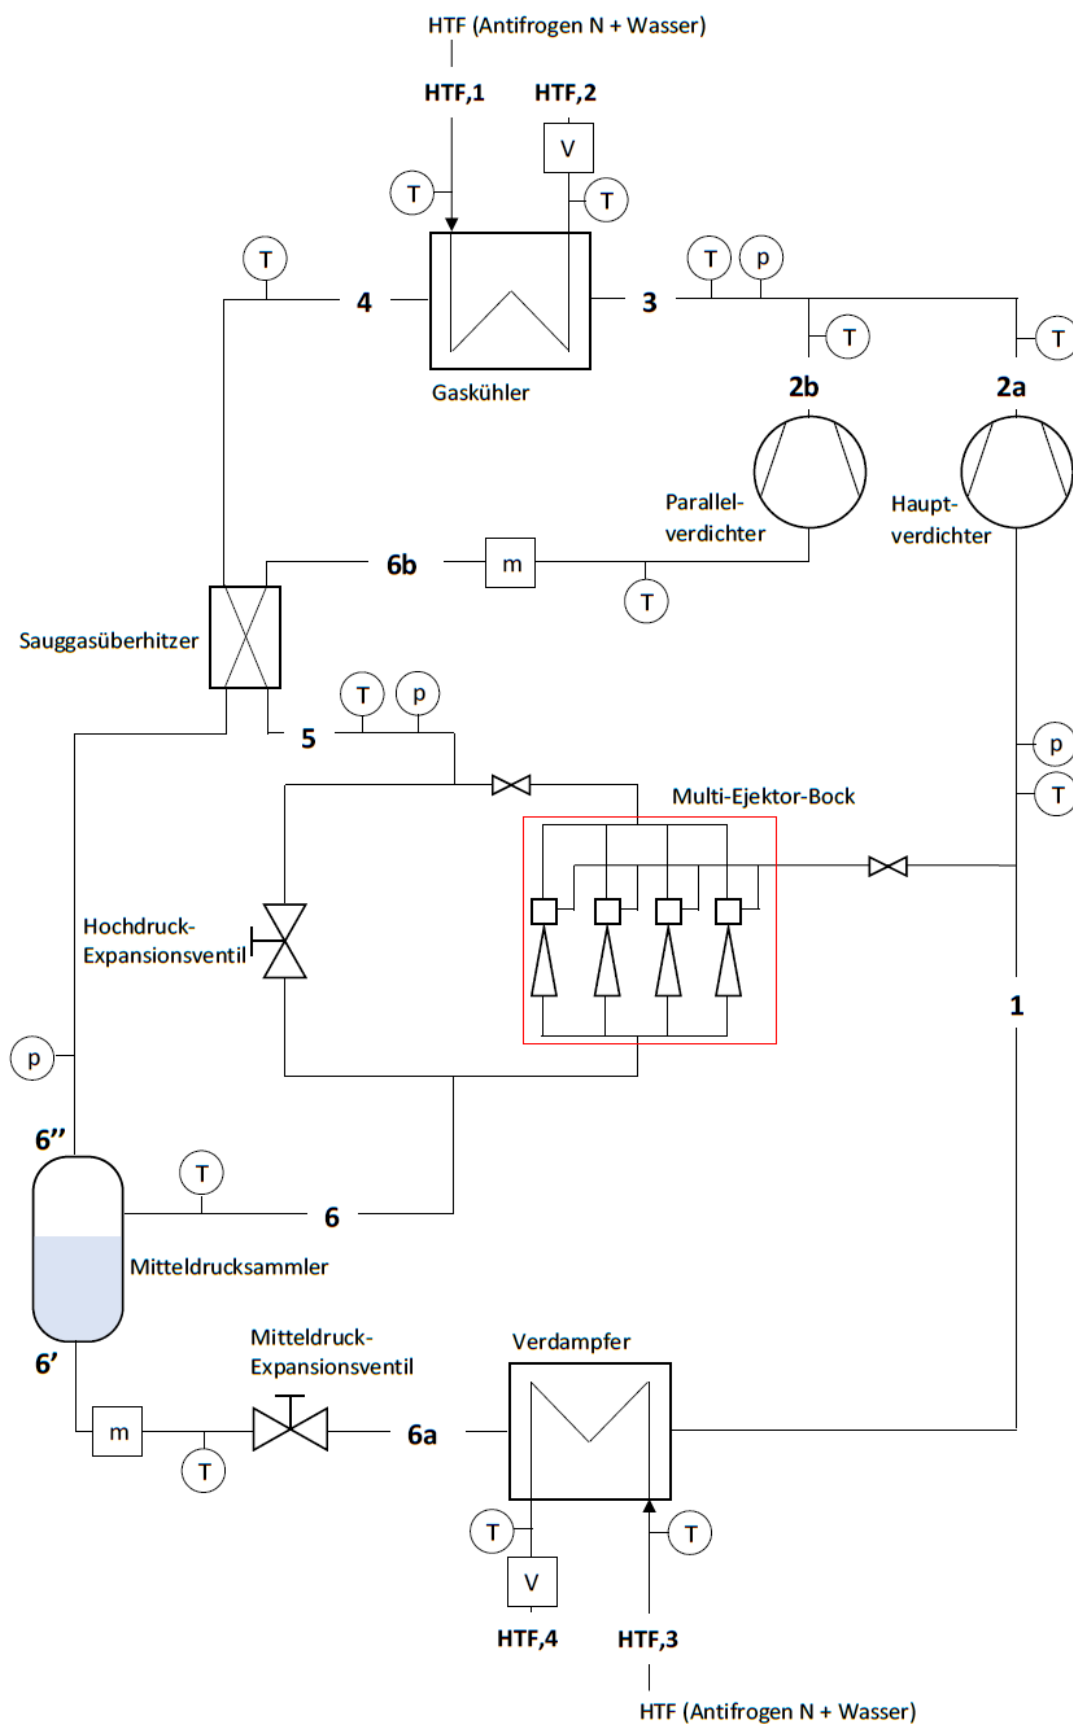 HTF (Antifrogen N + Wasser)
HTF,1
HTF,2
V
T
T
T
T
p
4
3
T
T
Gaskühler
2b
2a
Parallel-
verdichter
Haupt-
verdichter
6b
m
T
Sauggasüberhitzer
T
p
5
p
T
Multi-Ejektor-Bock
Hochdruck-
Expansionsventil
1
p
6’’
T
6
Mitteldrucksammler
6’
Mitteldruck-
Expansionsventil
Verdampfer
m
6a
T
T
T
V
HTF,4
HTF,3
HTF (Antifrogen N + Wasser)